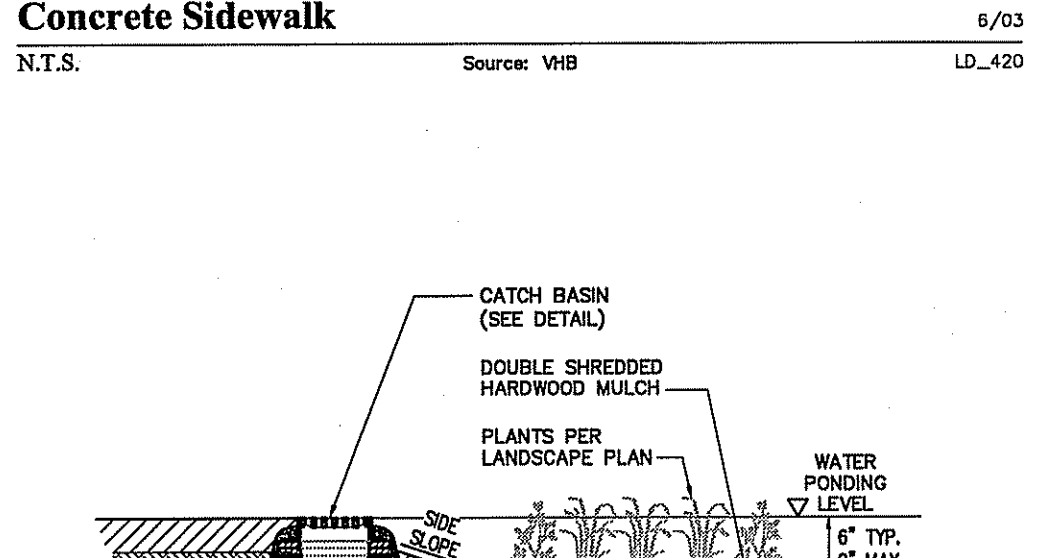 Concrete Sidewalk
6/03
N.T.S.
Source: VHB
LD_420
CATCH BASIN
(SEE DETAIL)
DOUBLE SHREDDED
HARDWOOD MULCH
PLANTS PER
LANDSCAPE PLAN
WATER
PONDING
LEVEL
SIDE
SLOPE
6" TYP.
MAX